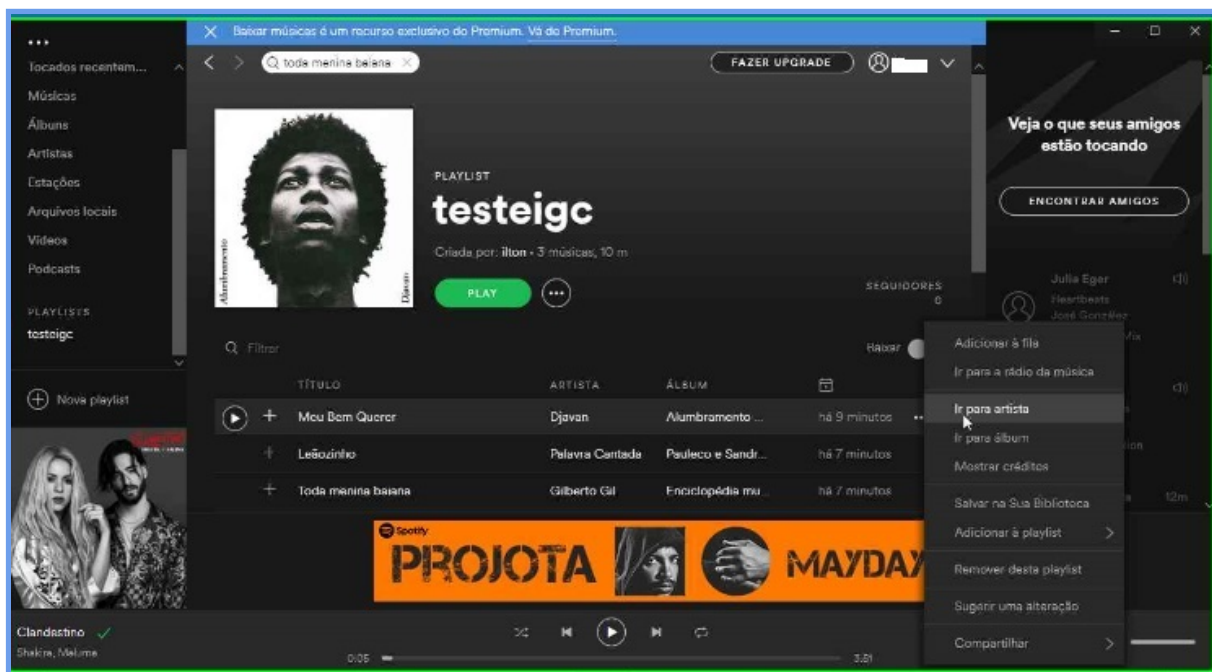 Baixar músicas é um recurso exclusivo do Premium. Vá de Premium.
Tocados recentem...
Músicas
Álbuns
Artistas
Estações
Arquivos locais
Vídeos
Podcasts
PLAYLISTS
testeigc
Nova playlist
toda menina baiana
FAZER UPGRADE
Alumbramento
Djavan
PLAYLIST
testeigc
Criada por: ilton • 3 músicas, 10 m
PLAY
SEGUIDORES
0
Filtrar
Baixar
TÍTULO ARTISTA ÁLBUM
Meu Bem Querer Djavan Alumbramento ... há 9 minutos
Leãozinho Palavra Cantada Pauleco e Sandr... há 7 minutos
Toda menina baiana Gilberto Gil Enciclopédia mu... há 7 minutos
Spotify
PROJOTA MAYDAY
Veja o que seus amigos
estão tocando
ENCONTRAR AMIGOS
Julia Eger
Heartbeats
José González
Mix
12m
Adicionar à fila
Ir para a rádio da música
Ir para artista
Ir para álbum
Mostrar créditos
Salvar na Sua Biblioteca
Adicionar à playlist
Remover desta playlist
Sugerir uma alteração
Compartilhar
Clandestino
Shakira, Maluma
0:05
3:51